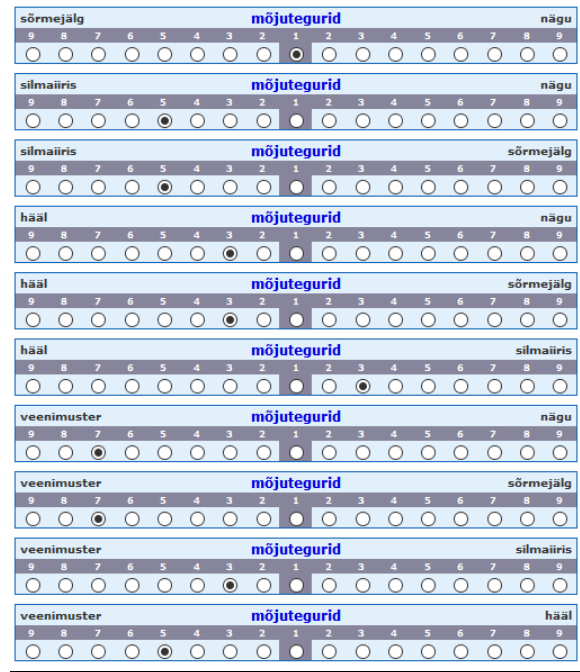 sõrmejälg mõjutegurid nägu
9 8 7 6 5 4 3 2 1 2 3 4 5 6 7 8 9
silmaiiris mõjutegurid nägu
9 8 7 6 5 4 3 2 1 2 3 4 5 6 7 8 9
silmaiiris mõjutegurid sõrmejälg
9 8 7 6 5 4 3 2 1 2 3 4 5 6 7 8 9
hääl mõjutegurid nägu
9 8 7 6 5 4 3 2 1 2 3 4 5 6 7 8 9
hääl mõjutegurid sõrmejälg
9 8 7 6 5 4 3 2 1 2 3 4 5 6 7 8 9
hääl mõjutegurid silmaiiris
9 8 7 6 5 4 3 2 1 2 3 4 5 6 7 8 9
veenimuster mõjutegurid nägu
9 8 7 6 5 4 3 2 1 2 3 4 5 6 7 8 9
veenimuster mõjutegurid sõrmejälg
9 8 7 6 5 4 3 2 1 2 3 4 5 6 7 8 9
veenimuster mõjutegurid silmaiiris
9 8 7 6 5 4 3 2 1 2 3 4 5 6 7 8 9
veenimuster mõjutegurid hääl
9 8 7 6 5 4 3 2 1 2 3 4 5 6 7 8 9